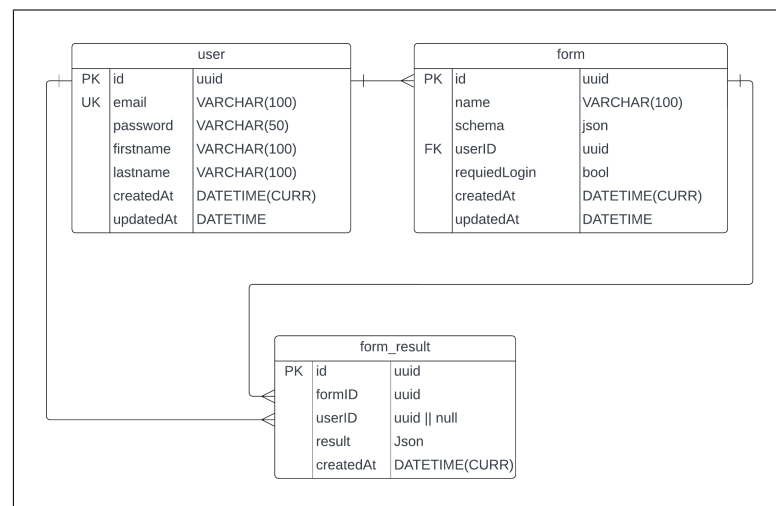 user
PK id uuid
UK email VARCHAR(100)
password VARCHAR(50)
firstname VARCHAR(100)
lastname VARCHAR(100)
createdAt DATETIME(CURR)
updatedAt DATETIME
form
PK id uuid
name VARCHAR(100)
schema json
FK userID uuid
requiedLogin bool
createdAt DATETIME(CURR)
updatedAt DATETIME
form_result
PK id uuid
formID uuid
userID uuid || null
result Json
createdAt DATETIME(CURR)